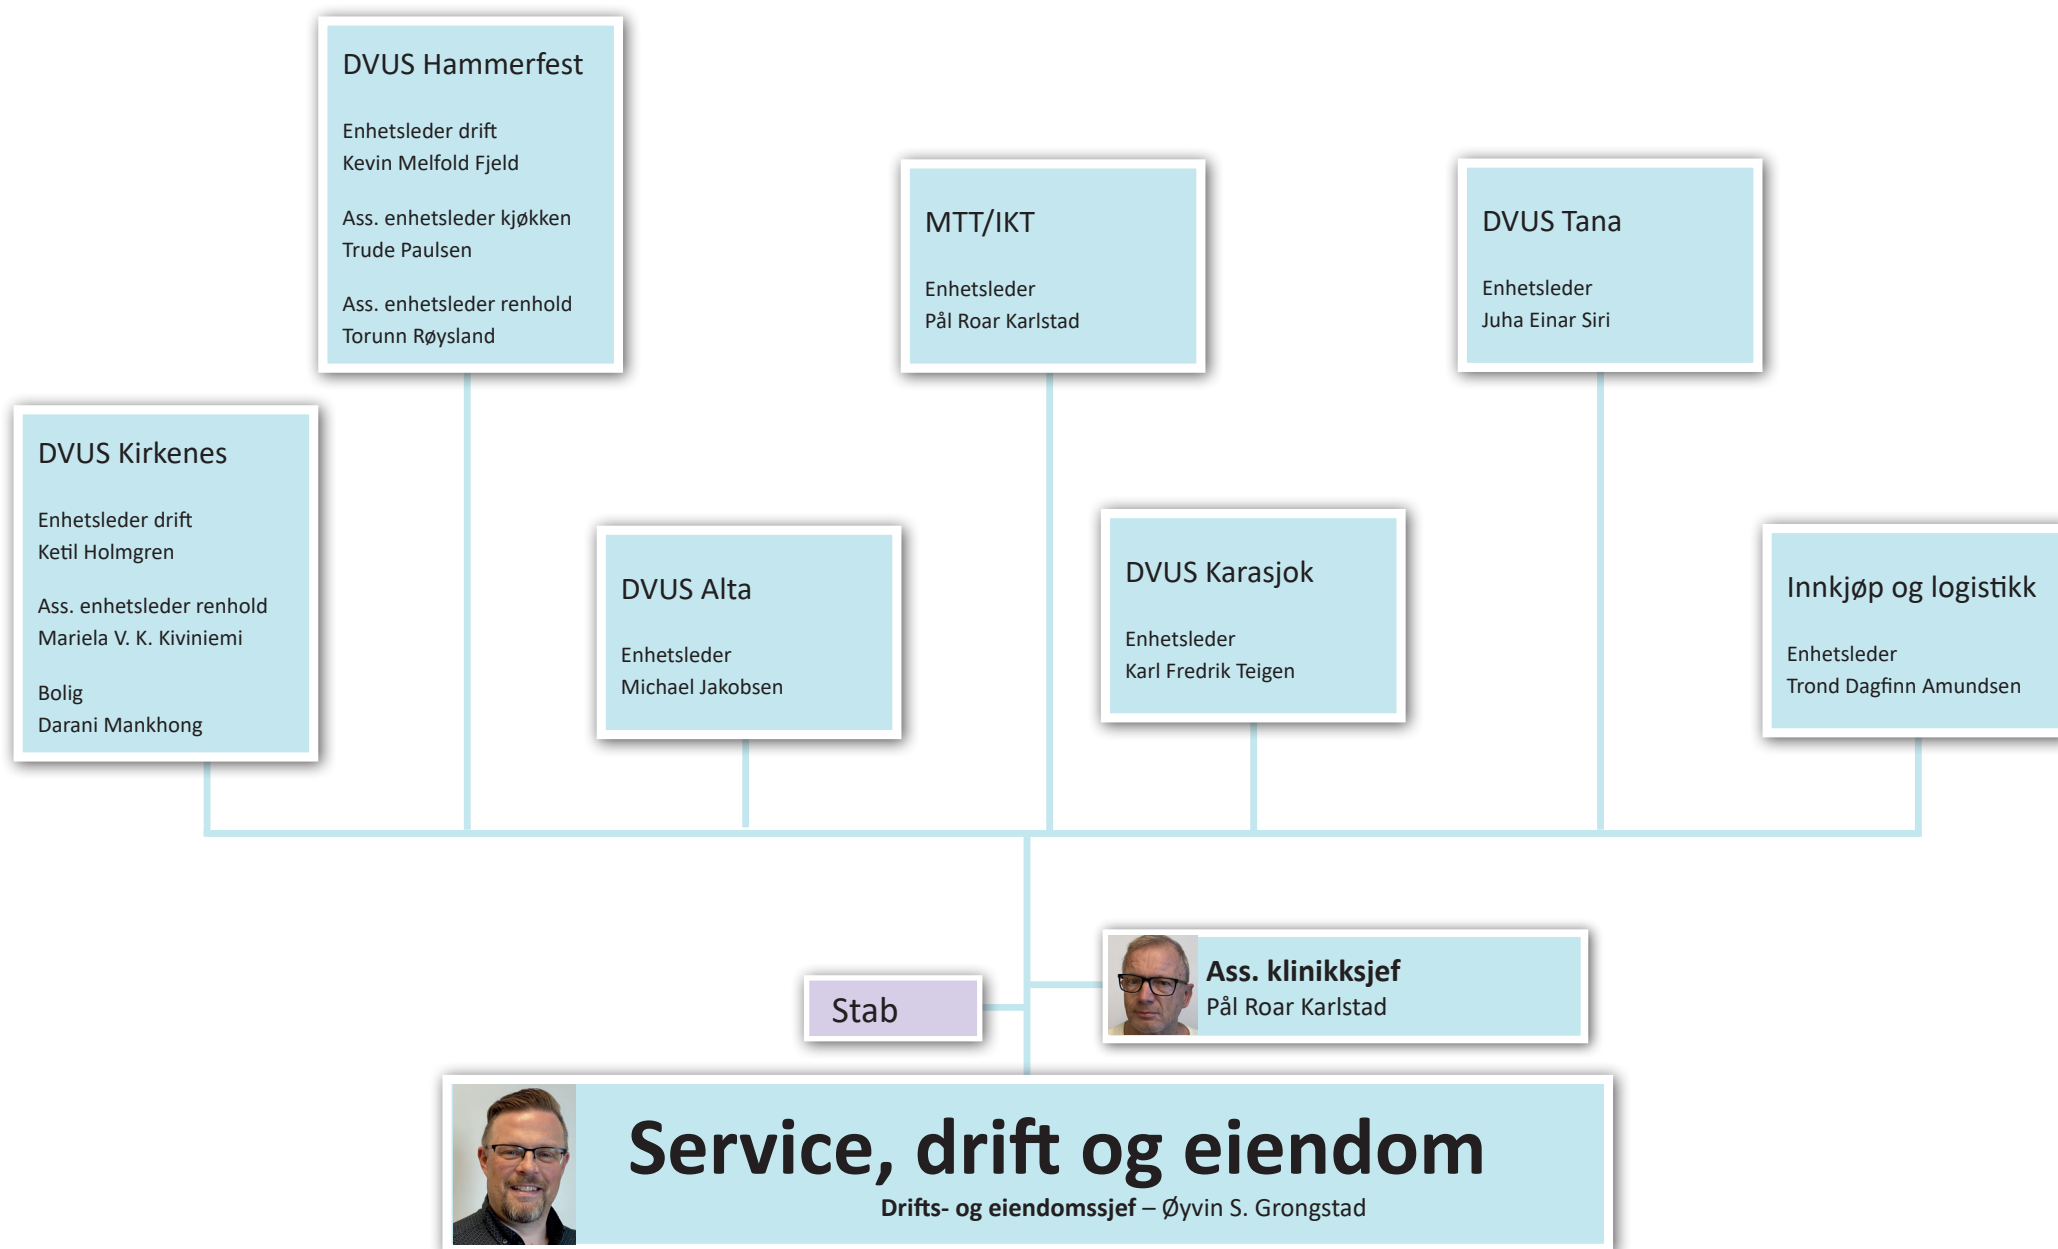 DVUS Hammerfest
Enhetsleder drift
Kevin Melfold Fjeld
Ass. enhetsleder kjøkken
Trude Paulsen
Ass. enhetsleder renhold
Torunn Røysland
MTT/IKT
Enhetsleder
Pål Roar Karlstad
DVUS Tana
Enhetsleder
Juha Einar Siri
DVUS Kirkenes
Enhetsleder drift
Ketil Holmgren
Ass. enhetsleder renhold
Mariela V. K. Kiviniemi
Bolig
Darani Mankhong
DVUS Alta
Enhetsleder
Michael Jakobsen
DVUS Karasjok
Enhetsleder
Karl Fredrik Teigen
Innkjøp og logistikk
Enhetsleder
Trond Dagfinn Amundsen
Ass. klinikksjef
Pål Roar Karlstad
Stab
Service, drift og eiendom
Drifts- og eiendomssjef – Øyvin S. Grongstad